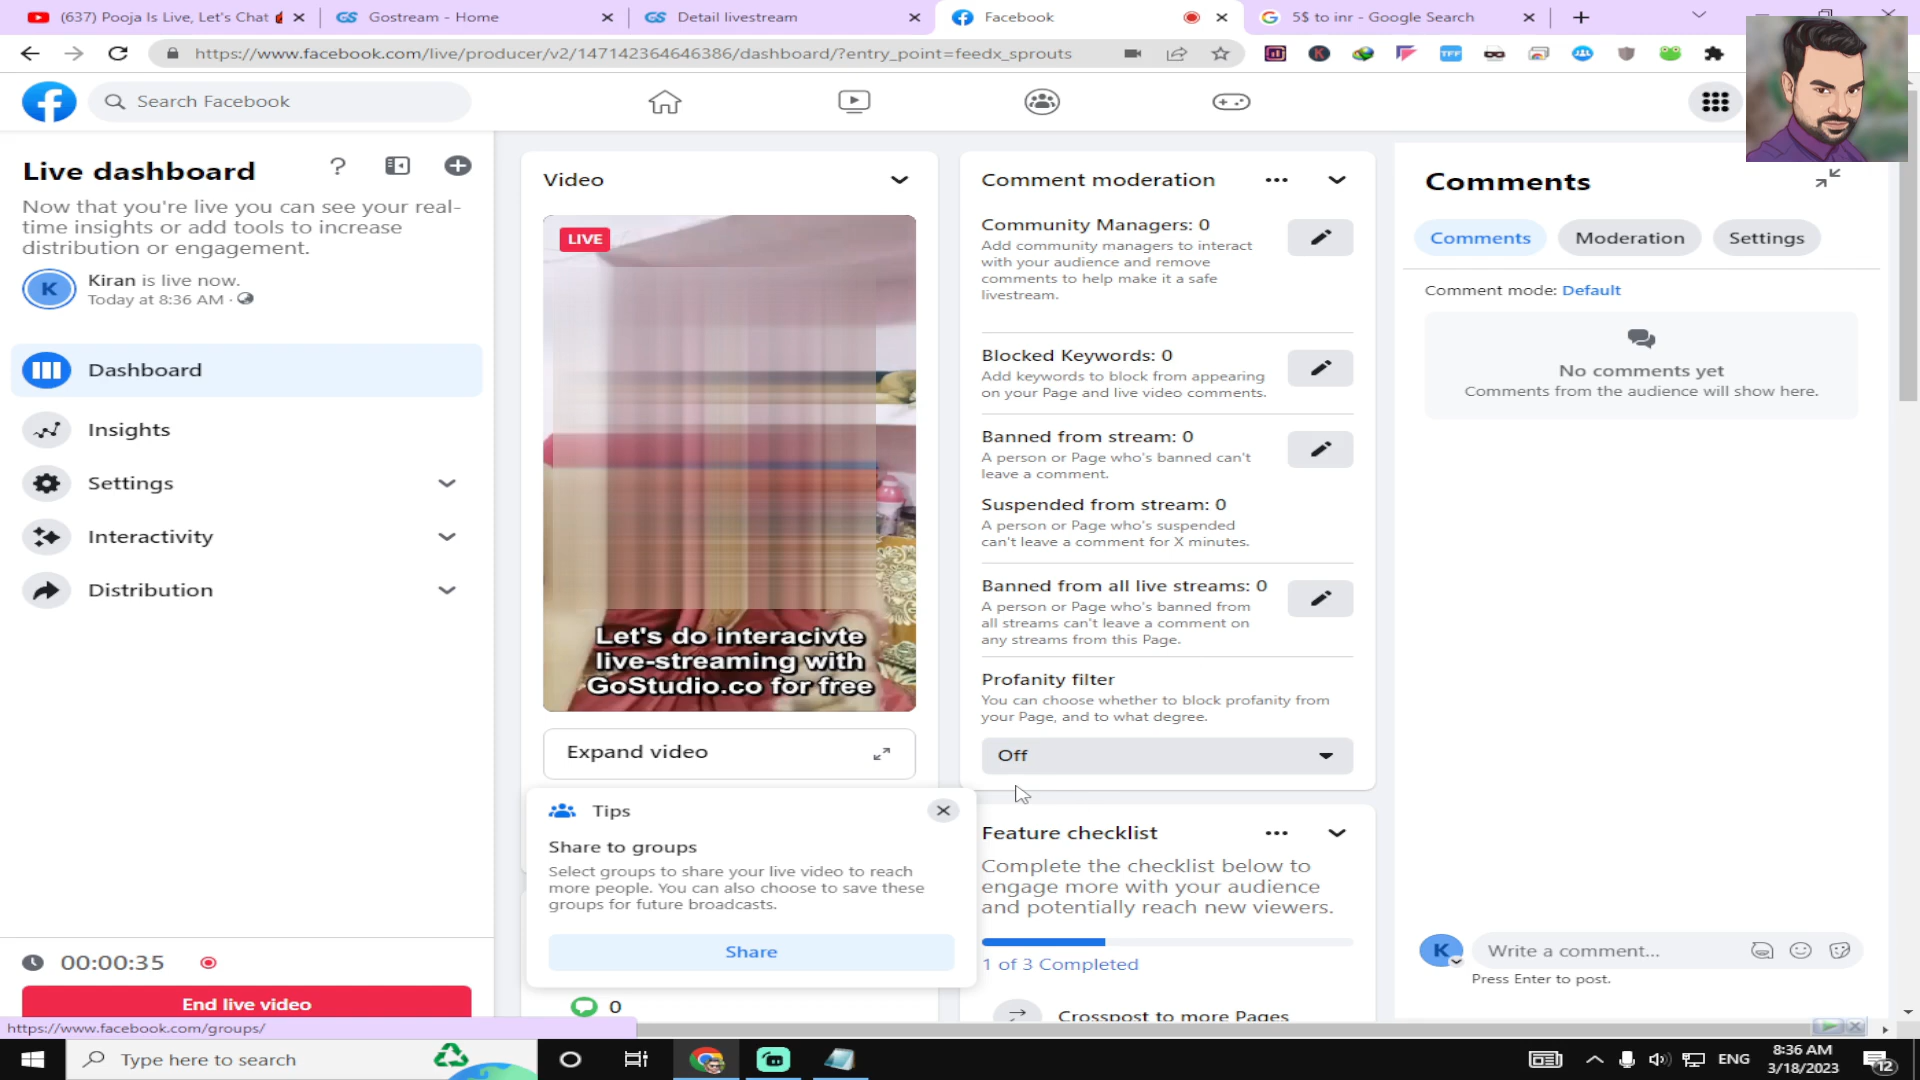 (637) Pooja Is Live, Let's Chat
Gostream - Home
Detail livestream
Facebook
5$ to inr - Google Search
https://www.facebook.com/live/producer/v2/147142364646386/dashboard/?entry_point=feedx_sprouts
Search Facebook
Live dashboard
Now that you're live you can see your real-
time insights or add tools to increase
distribution or engagement.
K
Kiran is live now.
Today at 8:36 AM ·
Dashboard
Insights
Settings
Interactivity
Distribution
00:00:35
End live video
https://www.facebook.com/groups/
Video
LIVE
Let's do interacivte
live-streaming with
GoStudio.co for free
Expand video
Tips
Share to groups
Select groups to share your live video to reach
more people. You can also choose to save these
groups for future broadcasts.
Share
0
Comment moderation
Community Managers: 0
Add community managers to interact
with your audience and remove
comments to help make it a safe
livestream.
Blocked Keywords: 0
Add keywords to block from appearing
on your Page and live video comments.
Banned from stream: 0
A person or Page who's banned can't
leave a comment.
Suspended from stream: 0
A person or Page who's suspended
can't leave a comment for X minutes.
Banned from all live streams: 0
A person or Page who's banned from
all streams can't leave a comment on
any streams from this Page.
Profanity filter
You can choose whether to block profanity from
your Page, and to what degree.
Off
Feature checklist
Complete the checklist below to
engage more with your audience
and potentially reach new viewers.
1 of 3 Completed
Crosspost to more Pages
Comments
Comments
Moderation
Settings
Comment mode: Default
No comments yet
Comments from the audience will show here.
K
Write a comment...
Press Enter to post.
Type here to search
ENG
8:36 AM
3/18/2023
12